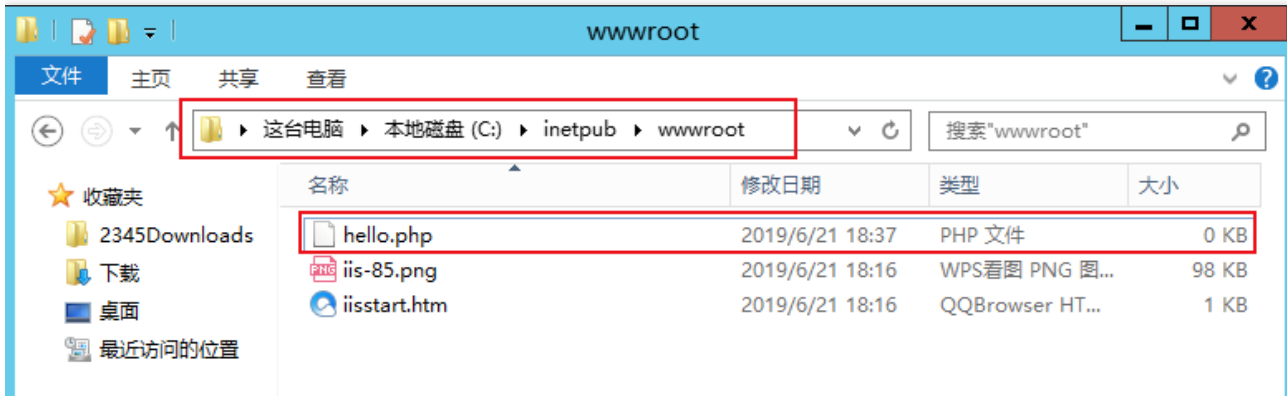 wwwroot
文件 主页 共享 查看
这台电脑 本地磁盘 (C:) inetpub wwwroot 搜索"wwwroot"
名称 修改日期 类型 大小
收藏夹
2345Downloads
下载
桌面
最近访问的位置
hello.php 2019/6/21 18:37 PHP 文件 0 KB
PNG iis-85.png 2019/6/21 18:16 WPS看图 PNG 图... 98 KB
iisstart.htm 2019/6/21 18:16 QQBrowser HT... 1 KB